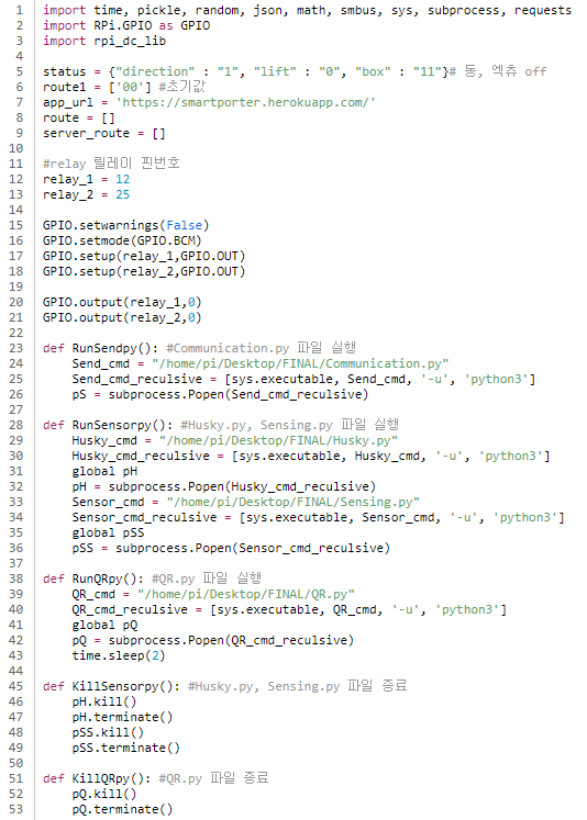 1 import time, pickle, random, json, math, smbus, sys, subprocess, requests
2 import RPi.GPIO as GPIO
3 import rpi_dc_lib
4
5 status = {"direction" : "1", "lift" : "0", "box" : "11"}# 동, 엑츄 off
6 route1 = ['00'] #초기값
7 app_url = 'https://smartporter.herokuapp.com/'
8 route = []
9 server_route = []
10
11 #relay 릴레이 핀번호
12 relay_1 = 12
13 relay_2 = 25
14
15 GPIO.setwarnings(False)
16 GPIO.setmode(GPIO.BCM)
17 GPIO.setup(relay_1,GPIO.OUT)
18 GPIO.setup(relay_2,GPIO.OUT)
19
20 GPIO.output(relay_1,0)
21 GPIO.output(relay_2,0)
22
23 def RunSendpy(): #Communication.py 파일 실행
24     Send_cmd = "/home/pi/Desktop/FINAL/Communication.py"
25     Send_cmd_reculsive = [sys.executable, Send_cmd, '-u', 'python3']
26     pS = subprocess.Popen(Send_cmd_reculsive)
27
28 def RunSensorpy(): #Husky.py, Sensing.py 파일 실행
29     Husky_cmd = "/home/pi/Desktop/FINAL/Husky.py"
30     Husky_cmd_reculsive = [sys.executable, Husky_cmd, '-u', 'python3']
31     global pH
32     pH = subprocess.Popen(Husky_cmd_reculsive)
33     Sensor_cmd = "/home/pi/Desktop/FINAL/Sensing.py"
34     Sensor_cmd_reculsive = [sys.executable, Sensor_cmd, '-u', 'python3']
35     global pSS
36     pSS = subprocess.Popen(Sensor_cmd_reculsive)
37
38 def RunQRpy(): #QR.py 파일 실행
39     QR_cmd = "/home/pi/Desktop/FINAL/QR.py"
40     QR_cmd_reculsive = [sys.executable, QR_cmd, '-u', 'python3']
41     global pQ
42     pQ = subprocess.Popen(QR_cmd_reculsive)
43     time.sleep(2)
44
45 def KillSensorpy(): #Husky.py, Sensing.py 파일 종료
46     pH.kill()
47     pH.terminate()
48     pSS.kill()
49     pSS.terminate()
50
51 def KillQRpy(): #QR.py 파일 종료
52     pQ.kill()
53     pQ.terminate()